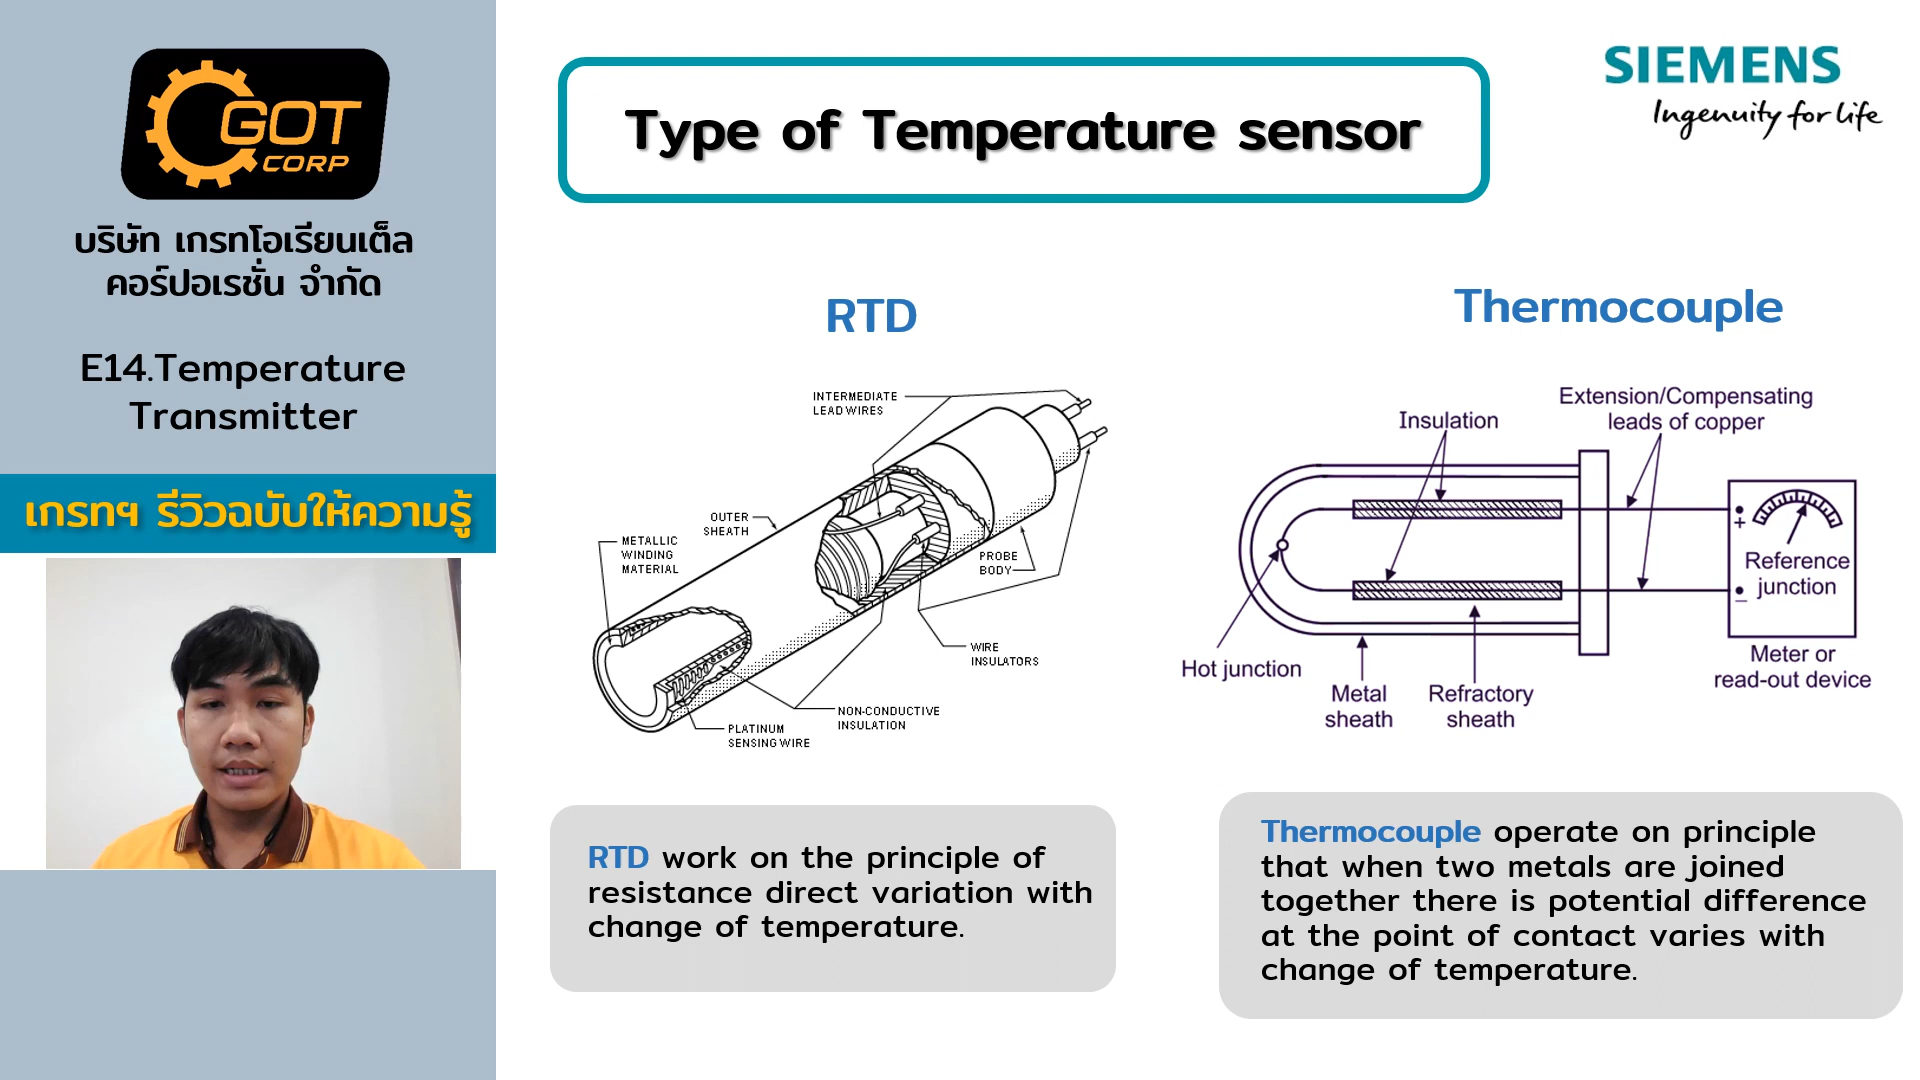 GOT
CORP
บริษัท เกรทโอเรียนเต็ล
คอร์ปอเรชั่น จำกัด
E14.Temperature
Transmitter
เกรทฯ รีวิวฉบับให้ความรู้
Type of Temperature sensor
SIEMENS
Ingenuity for life
RTD
INTERMEDIATE
LEAD WIRES
OUTER
SHEATH
METALLIC
WINDING
MATERIAL
PROBE
BODY
WIRE
INSULATORS
NON-CONDUCTIVE
INSULATION
PLATINUM
SENSING WIRE
RTD work on the principle of
resistance direct variation with
change of temperature.
Thermocouple
Extension/Compensating
leads of copper
Insulation
+
Reference
junction
–
Hot junction
Metal
sheath
Refractory
sheath
Meter or
read-out device
Thermocouple operate on principle
that when two metals are joined
together there is potential difference
at the point of contact varies with
change of temperature.